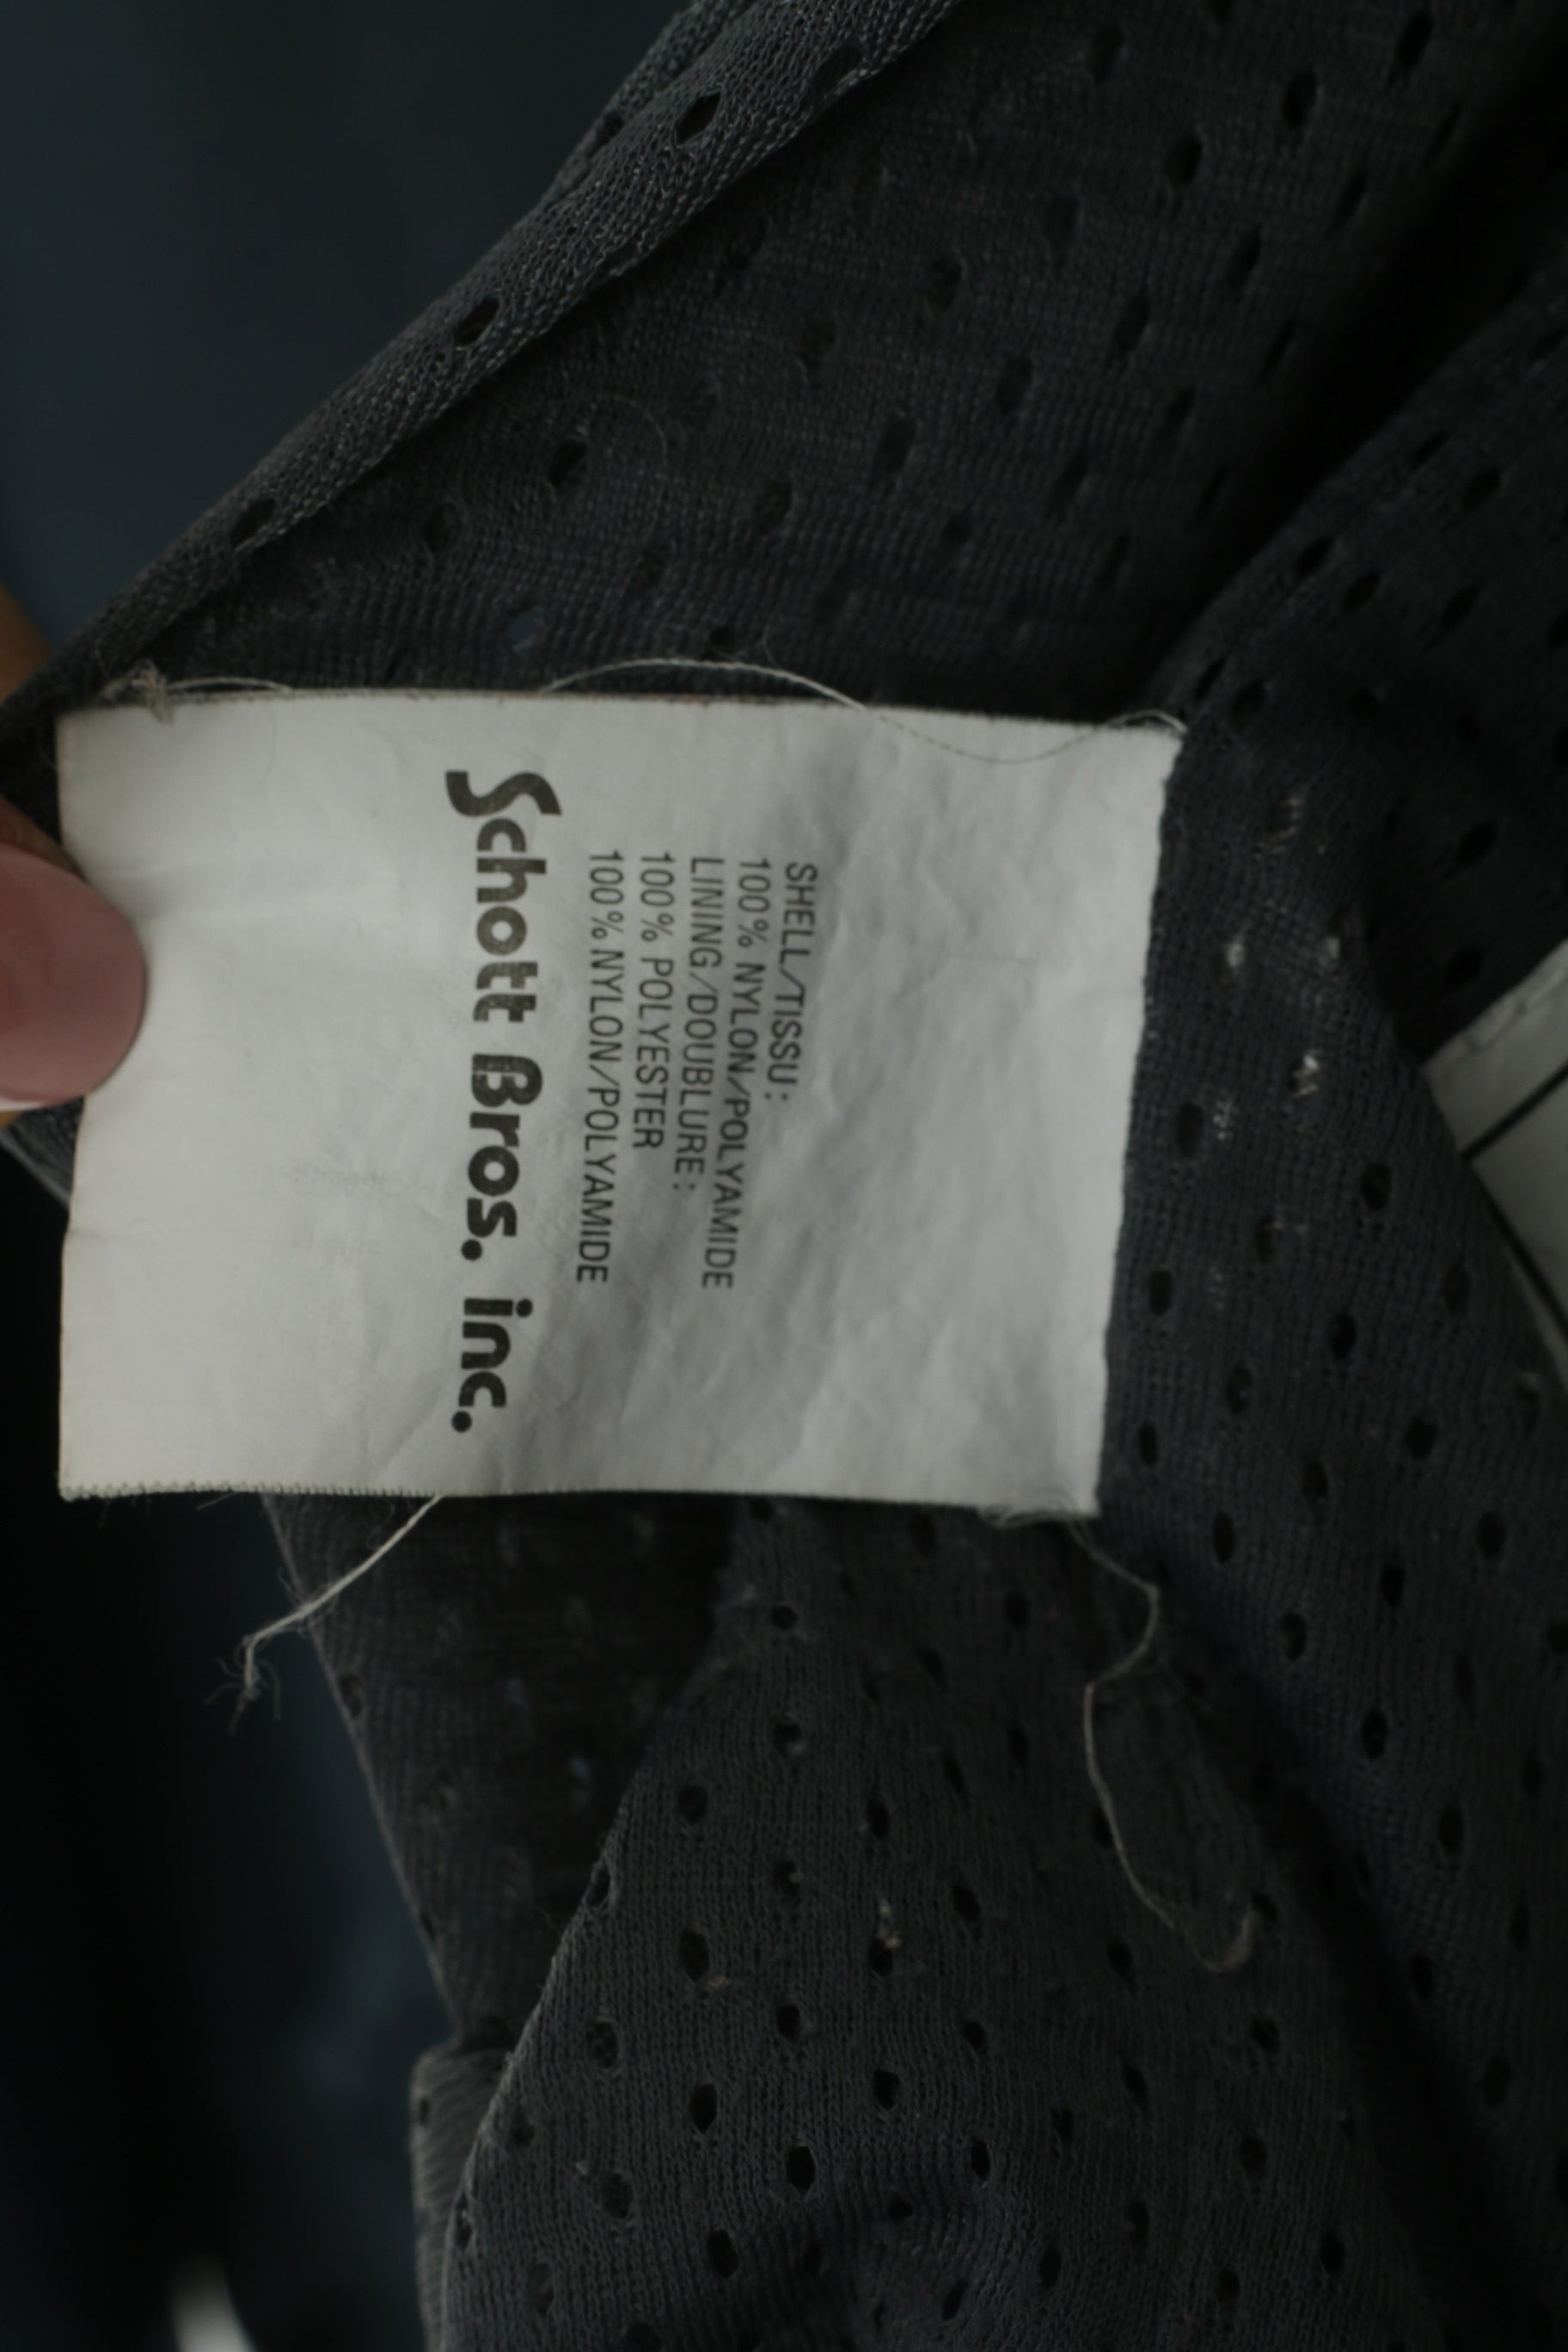 SHELL/TISSU:
100% NYLON/POLYAMIDE
LINING/DOUBLURE:
100% POLYESTER
100% NYLON/POLYAMIDE
Schott Bros. inc.